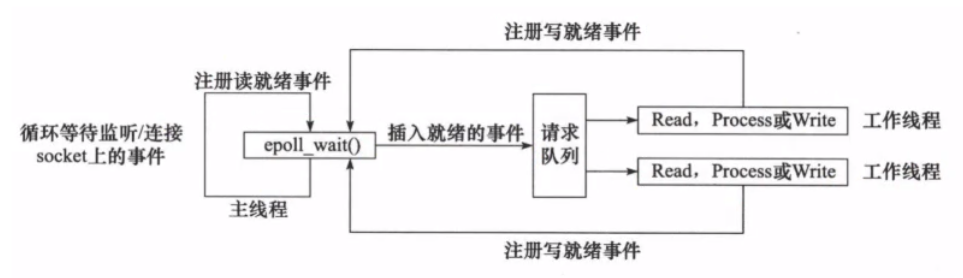 注册写就绪事件
注册读就绪事件
循环等待监听/连接
socket上的事件
epoll_wait()
插入就绪的事件
请求
队列
Read，Process或Write
工作线程
Read，Process或Write
工作线程
主线程
注册写就绪事件